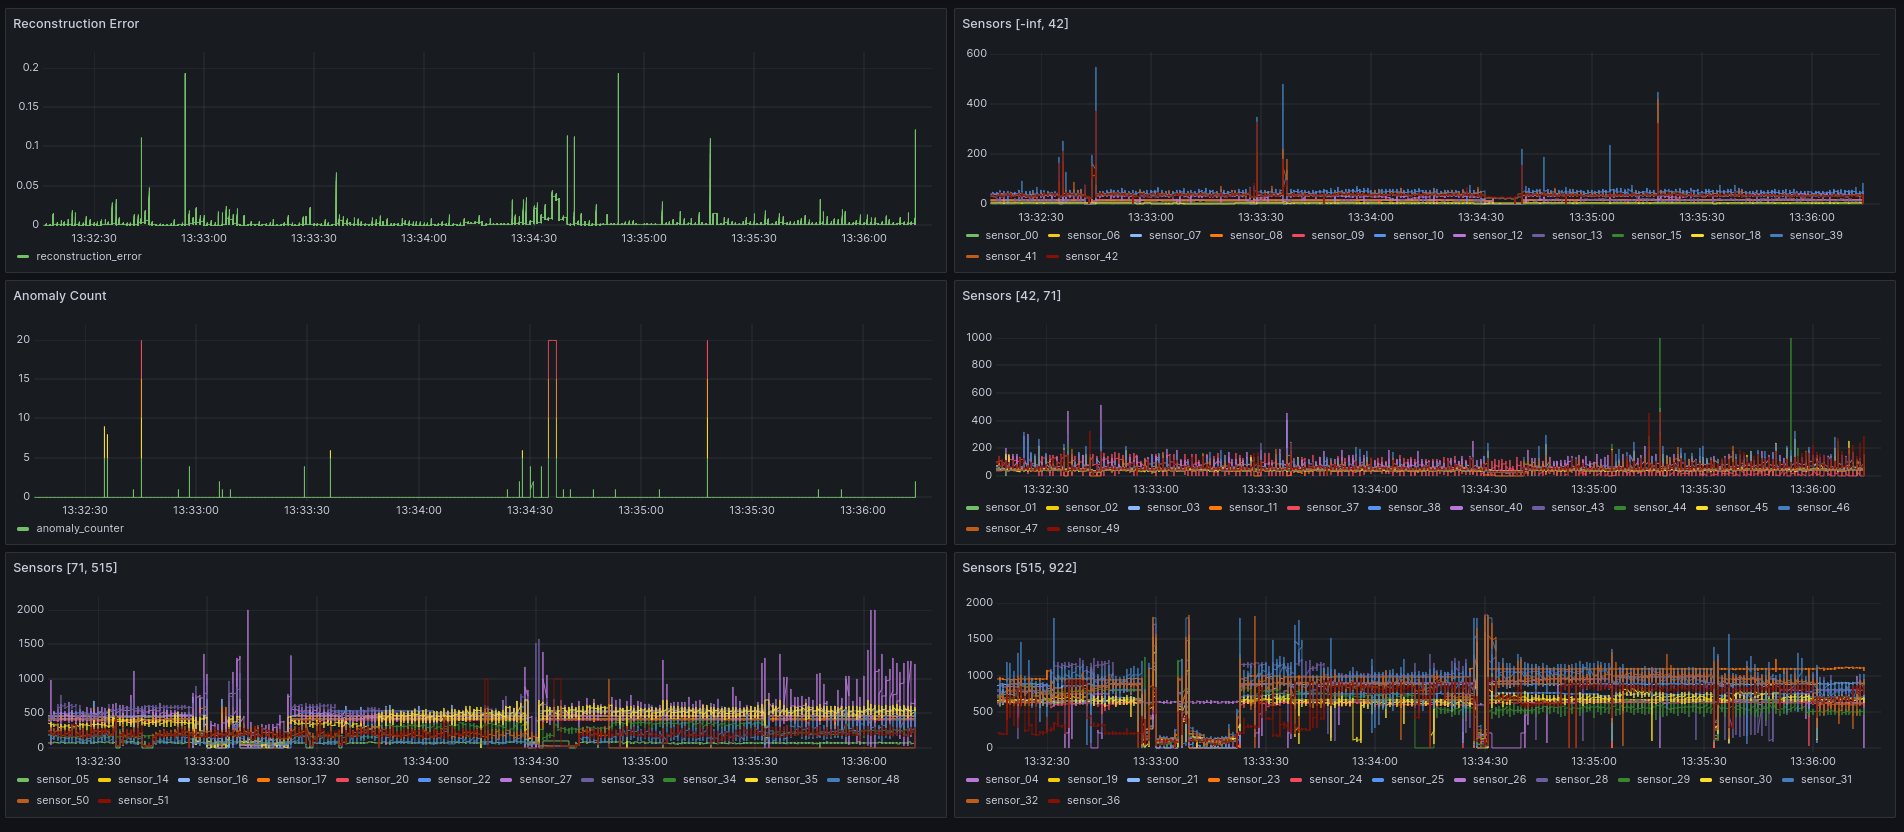 Reconstruction Error
0.2
0.15
0.1
0.05
0
13:32:30 13:33:00 13:33:30 13:34:00 13:34:30 13:35:00 13:35:30 13:36:00
reconstruction_error
Sensors [-inf, 42]
600
400
200
0
13:32:30 13:33:00 13:33:30 13:34:00 13:34:30 13:35:00 13:35:30 13:36:00
sensor_00 sensor_06 sensor_07 sensor_08 sensor_09 sensor_10 sensor_12 sensor_13 sensor_15 sensor_18 sensor_39
sensor_41 sensor_42
Anomaly Count
20
15
10
5
0
13:32:30 13:33:00 13:33:30 13:34:00 13:34:30 13:35:00 13:35:30 13:36:00
anomaly_counter
Sensors [42, 71]
1000
800
600
400
200
0
13:32:30 13:33:00 13:33:30 13:34:00 13:34:30 13:35:00 13:35:30 13:36:00
sensor_01 sensor_02 sensor_03 sensor_11 sensor_37 sensor_38 sensor_40 sensor_43 sensor_44 sensor_45 sensor_46
sensor_47 sensor_49
Sensors [71, 515]
2000
1500
1000
500
0
13:32:30 13:33:00 13:33:30 13:34:00 13:34:30 13:35:00 13:35:30 13:36:00
sensor_05 sensor_14 sensor_16 sensor_17 sensor_20 sensor_22 sensor_27 sensor_33 sensor_34 sensor_35 sensor_48
sensor_50 sensor_51
Sensors [515, 922]
2000
1500
1000
500
0
13:32:30 13:33:00 13:33:30 13:34:00 13:34:30 13:35:00 13:35:30 13:36:00
sensor_04 sensor_19 sensor_21 sensor_23 sensor_24 sensor_25 sensor_26 sensor_28 sensor_29 sensor_30 sensor_31
sensor_32 sensor_36